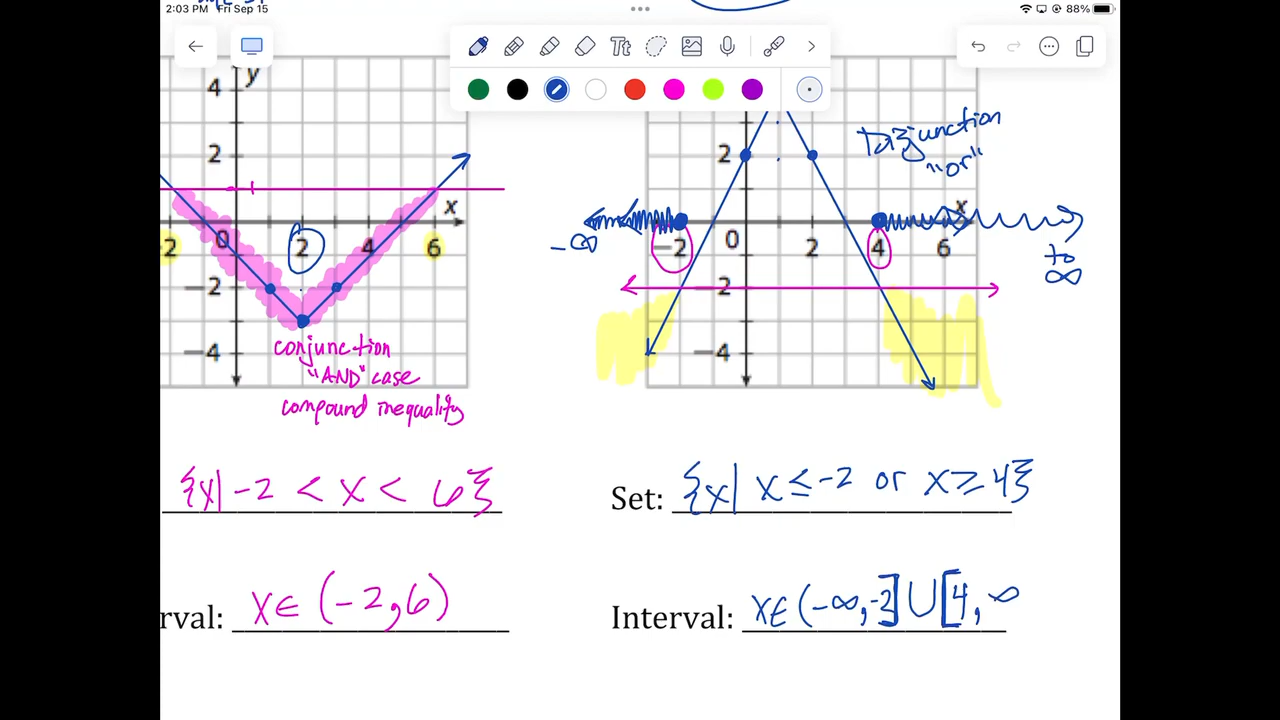 2:03 PM Fri Sep 15
88%
Tt
y
4
2
x
2 0 2 4 6
−2
−4
conjunction
"AND" case
compound inequality
Disjunction
"or"
2
x
−∞ −2 0 2 4 6
to
∞
−2
−4
{x| -2 < x < 6}
Set: {x| x ≤ -2 or x ≥ 4}
rval: x∈ (-2,6)
Interval: x∈ (-∞,-2] ∪ [4, ∞